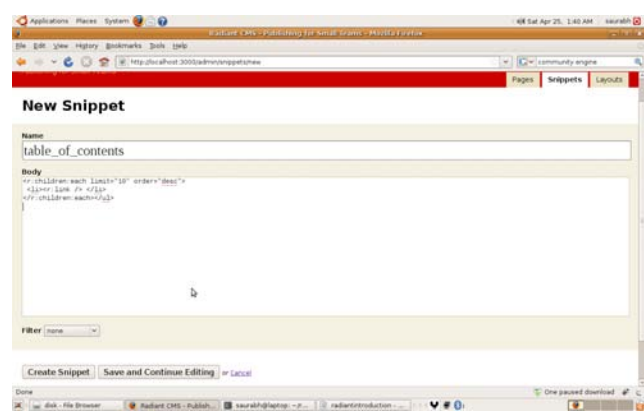 Applications Places System
Sat Apr 25, 1:40 AM saurabh
Radiant CMS - Publishing for Small Teams - Mozilla Firefox
File Edit View History Bookmarks Tools Help
http://localhost:3000/admin/snippets/new
community engine
Pages Snippets Layouts
New Snippet
Name
table_of_contents
Body
<r:children:each limit="10" order="desc">
<li><r:link /> </li>
</r:children:each></ul>
Filter none
Create Snippet Save and Continue Editing or Cancel
Done
One paused download
disk - File Browser
Radiant CMS - Publish...
saurabh@laptop: ~/r...
radiantintroduction - ...